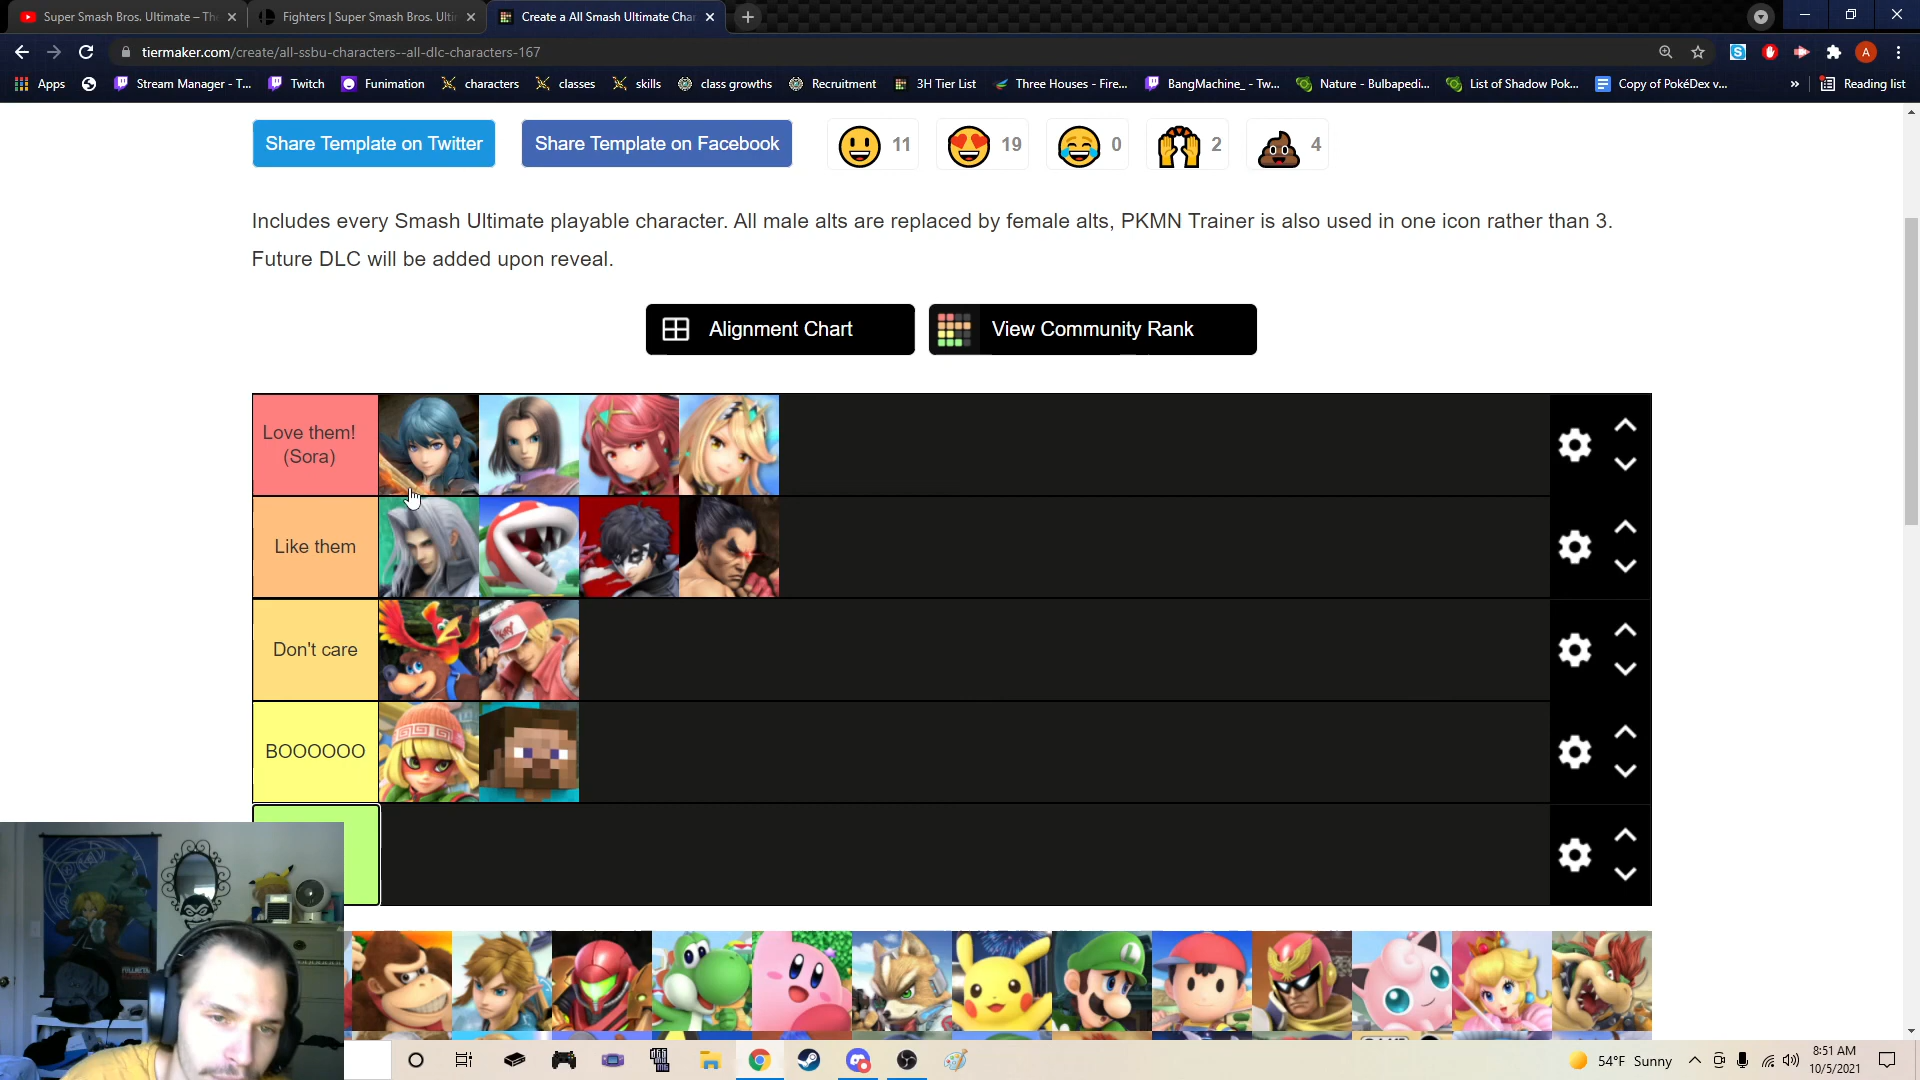 Super Smash Bros. Ultimate – The
Fighters | Super Smash Bros. Ultim
Create a All Smash Ultimate Char
tiermaker.com/create/all-ssbu-characters--all-dlc-characters-167
Apps
Stream Manager - T...
Twitch
Funimation
characters
classes
skills
class growths
Recruitment
3H Tier List
Three Houses - Fire...
BangMachine_ - Tw...
Nature - Bulbapedi...
List of Shadow Pok...
Copy of PokéDex v...
»
Reading list
Share Template on Twitter
Share Template on Facebook
11
19
0
2
4
Includes every Smash Ultimate playable character. All male alts are replaced by female alts, PKMN Trainer is also used in one icon rather than 3.
Future DLC will be added upon reveal.
Alignment Chart
View Community Rank
Love them!
(Sora)
Like them
Don't care
BOOOOOO
54°F Sunny
8:51 AM
10/5/2021